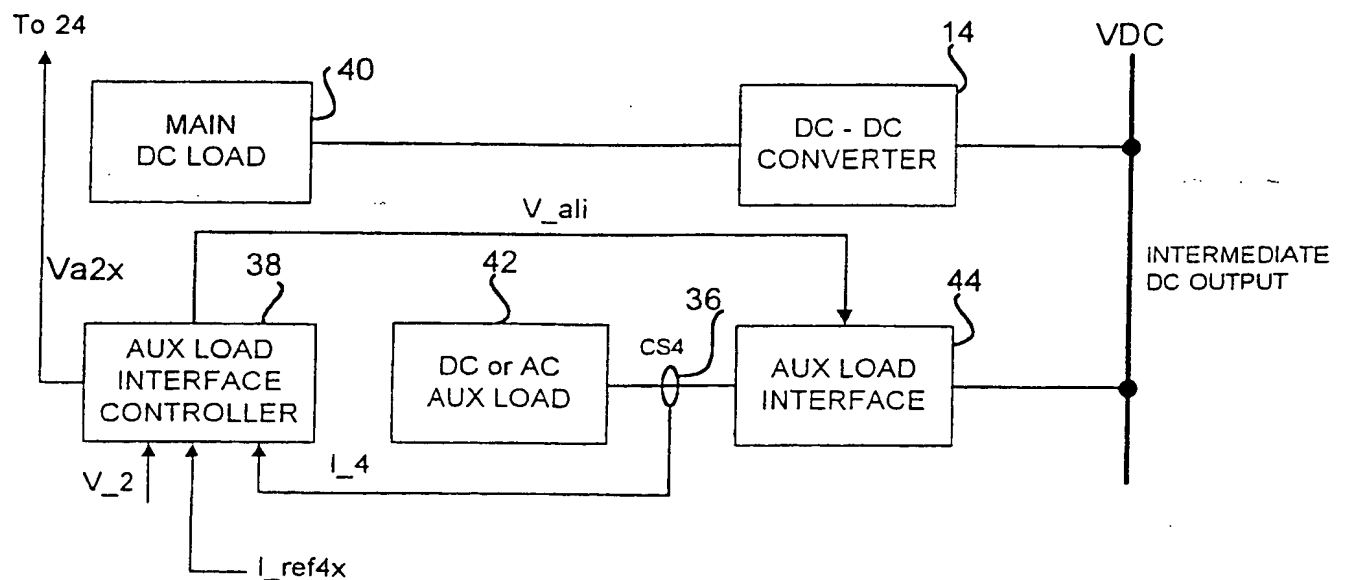 To 24
40
14
VDC
MAIN
DC LOAD
DC - DC
CONVERTER
V_ali
INTERMEDIATE
DC OUTPUT
Va2x
38
42
36
44
CS4
AUX LOAD
INTERFACE
CONTROLLER
DC or AC
AUX LOAD
AUX LOAD
INTERFACE
V_2
I_4
I_ref4x